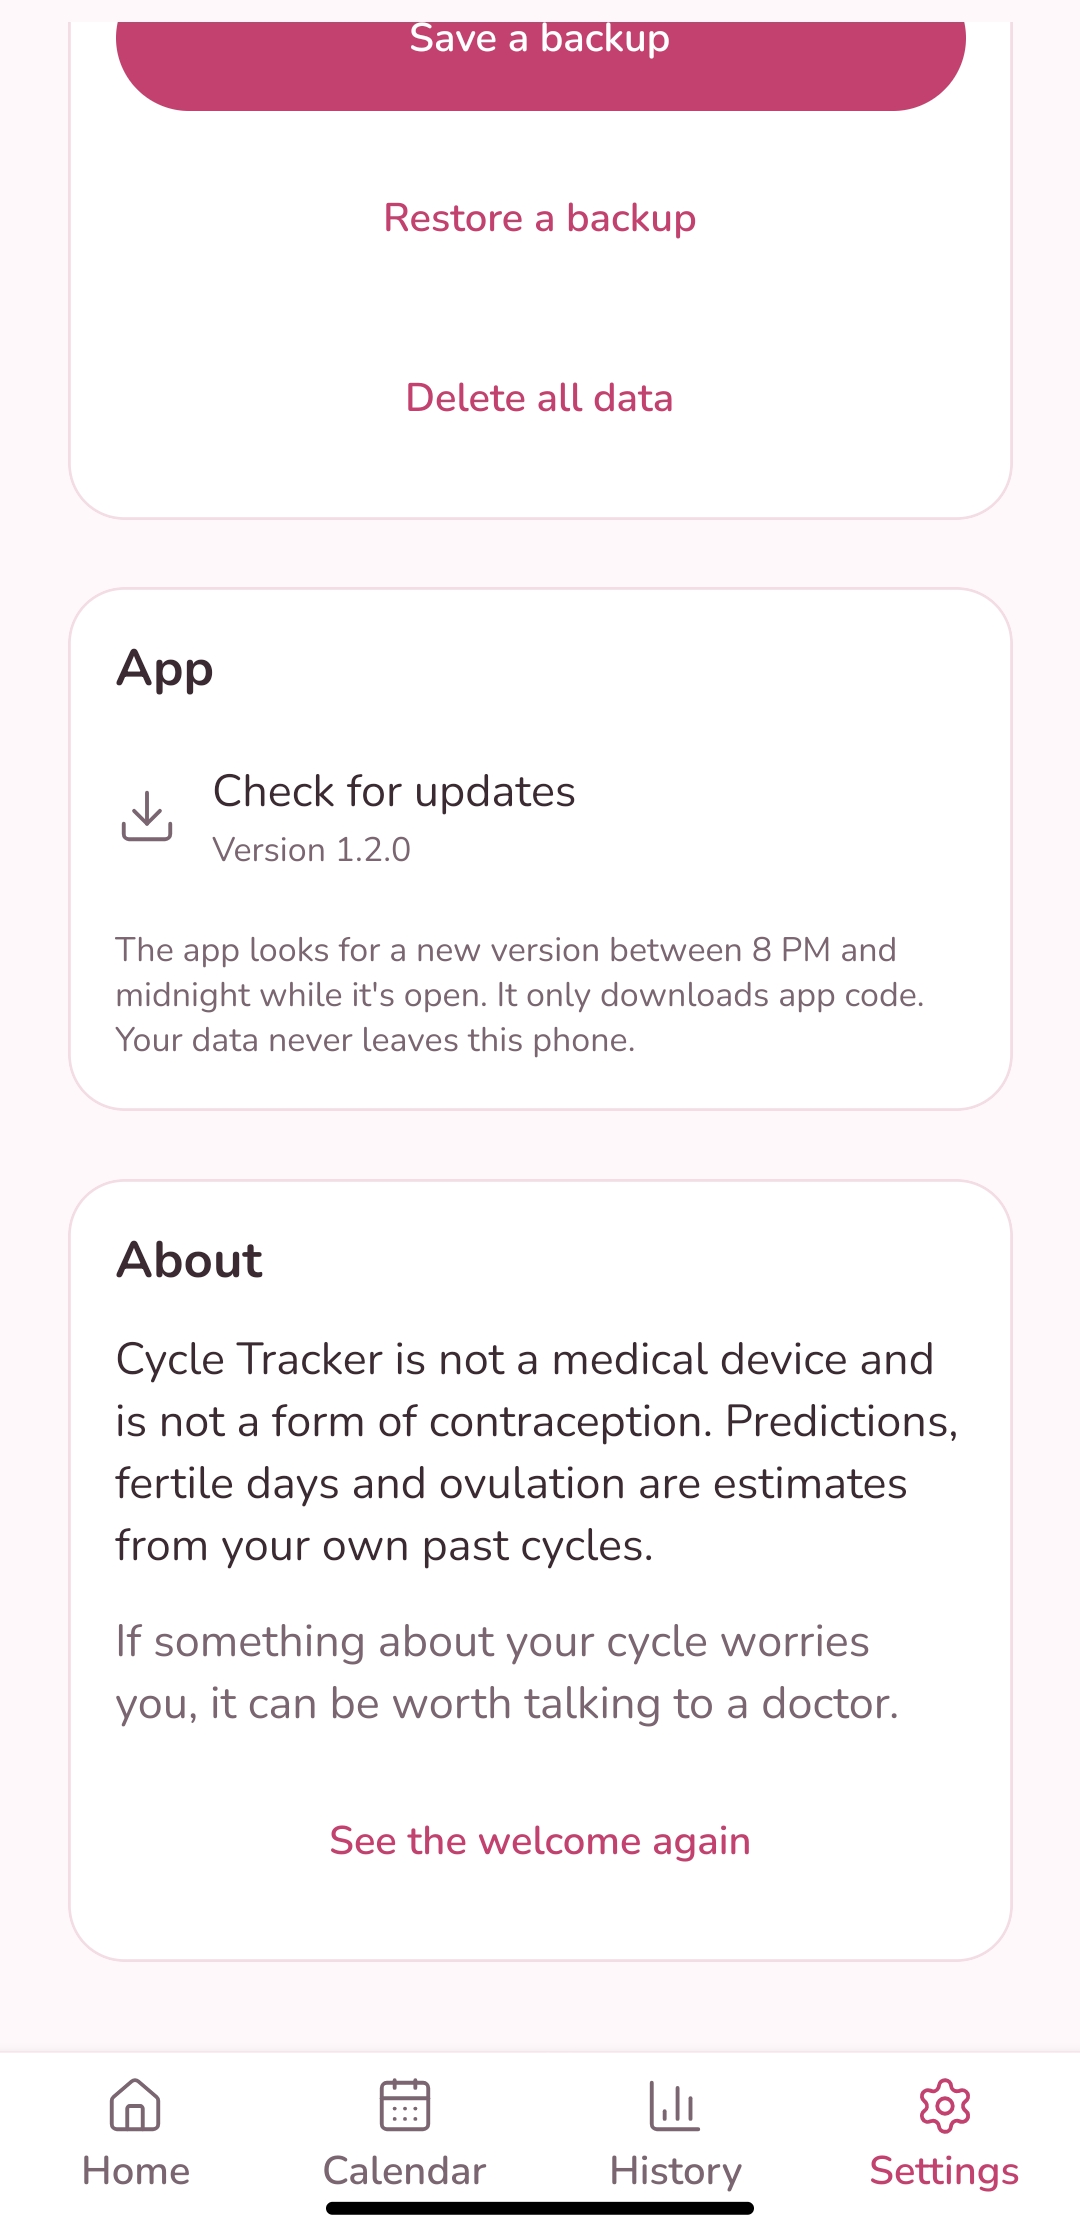 Save a backup
Restore a backup
Delete all data
App
Check for updates
Version 1.2.0
The app looks for a new version between 8 PM and
midnight while it's open. It only downloads app code.
Your data never leaves this phone.
About
Cycle Tracker is not a medical device and
is not a form of contraception. Predictions,
fertile days and ovulation are estimates
from your own past cycles.
If something about your cycle worries
you, it can be worth talking to a doctor.
See the welcome again
Home
Calendar
History
Settings